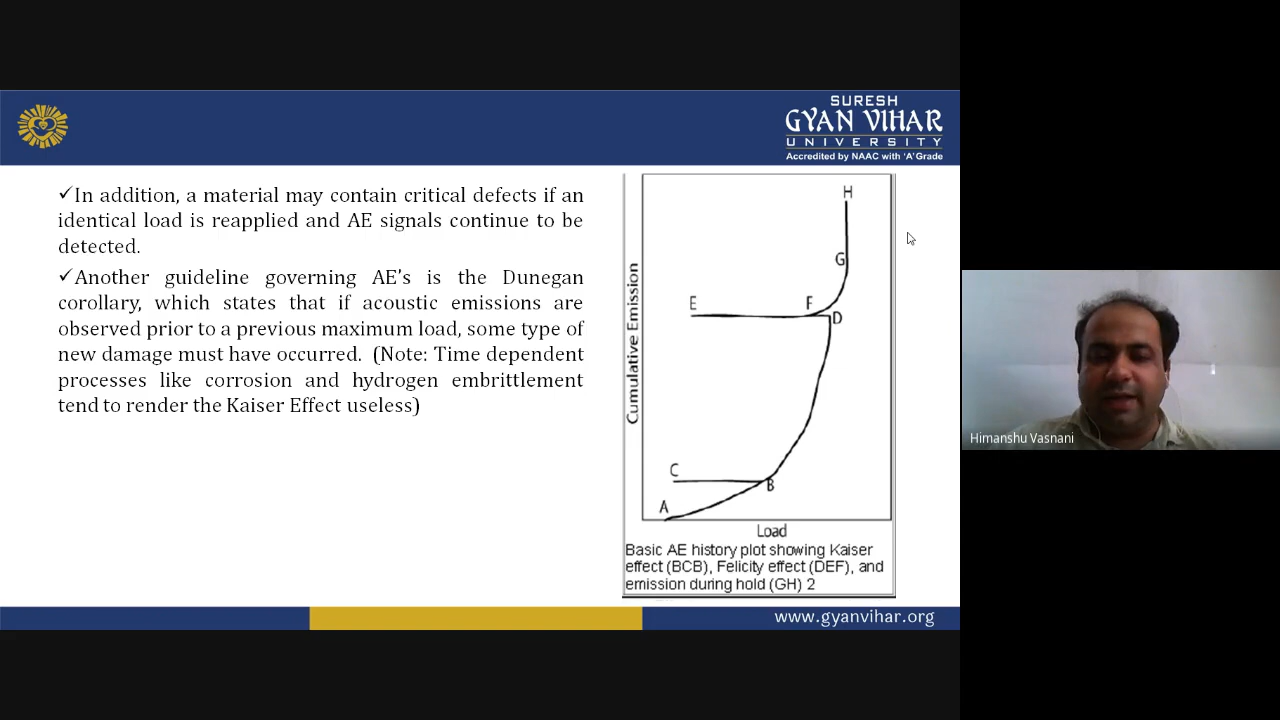 SURESH
GYAN VIHAR
UNIVERSITY
Accredited by NAAC with 'A' Grade
✓In addition, a material may contain critical defects if an
identical load is reapplied and AE signals continue to be
detected.
✓Another guideline governing AE's is the Dunegan
corollary, which states that if acoustic emissions are
observed prior to a previous maximum load, some type of
new damage must have occurred. (Note: Time dependent
processes like corrosion and hydrogen embrittlement
tend to render the Kaiser Effect useless)
Cumulative Emission
H
G
E
F
D
C
B
A
Load
Basic AE history plot showing Kaiser
effect (BCB), Felicity effect (DEF), and
emission during hold (GH) 2
www.gyanvihar.org
Himanshu Vasnani